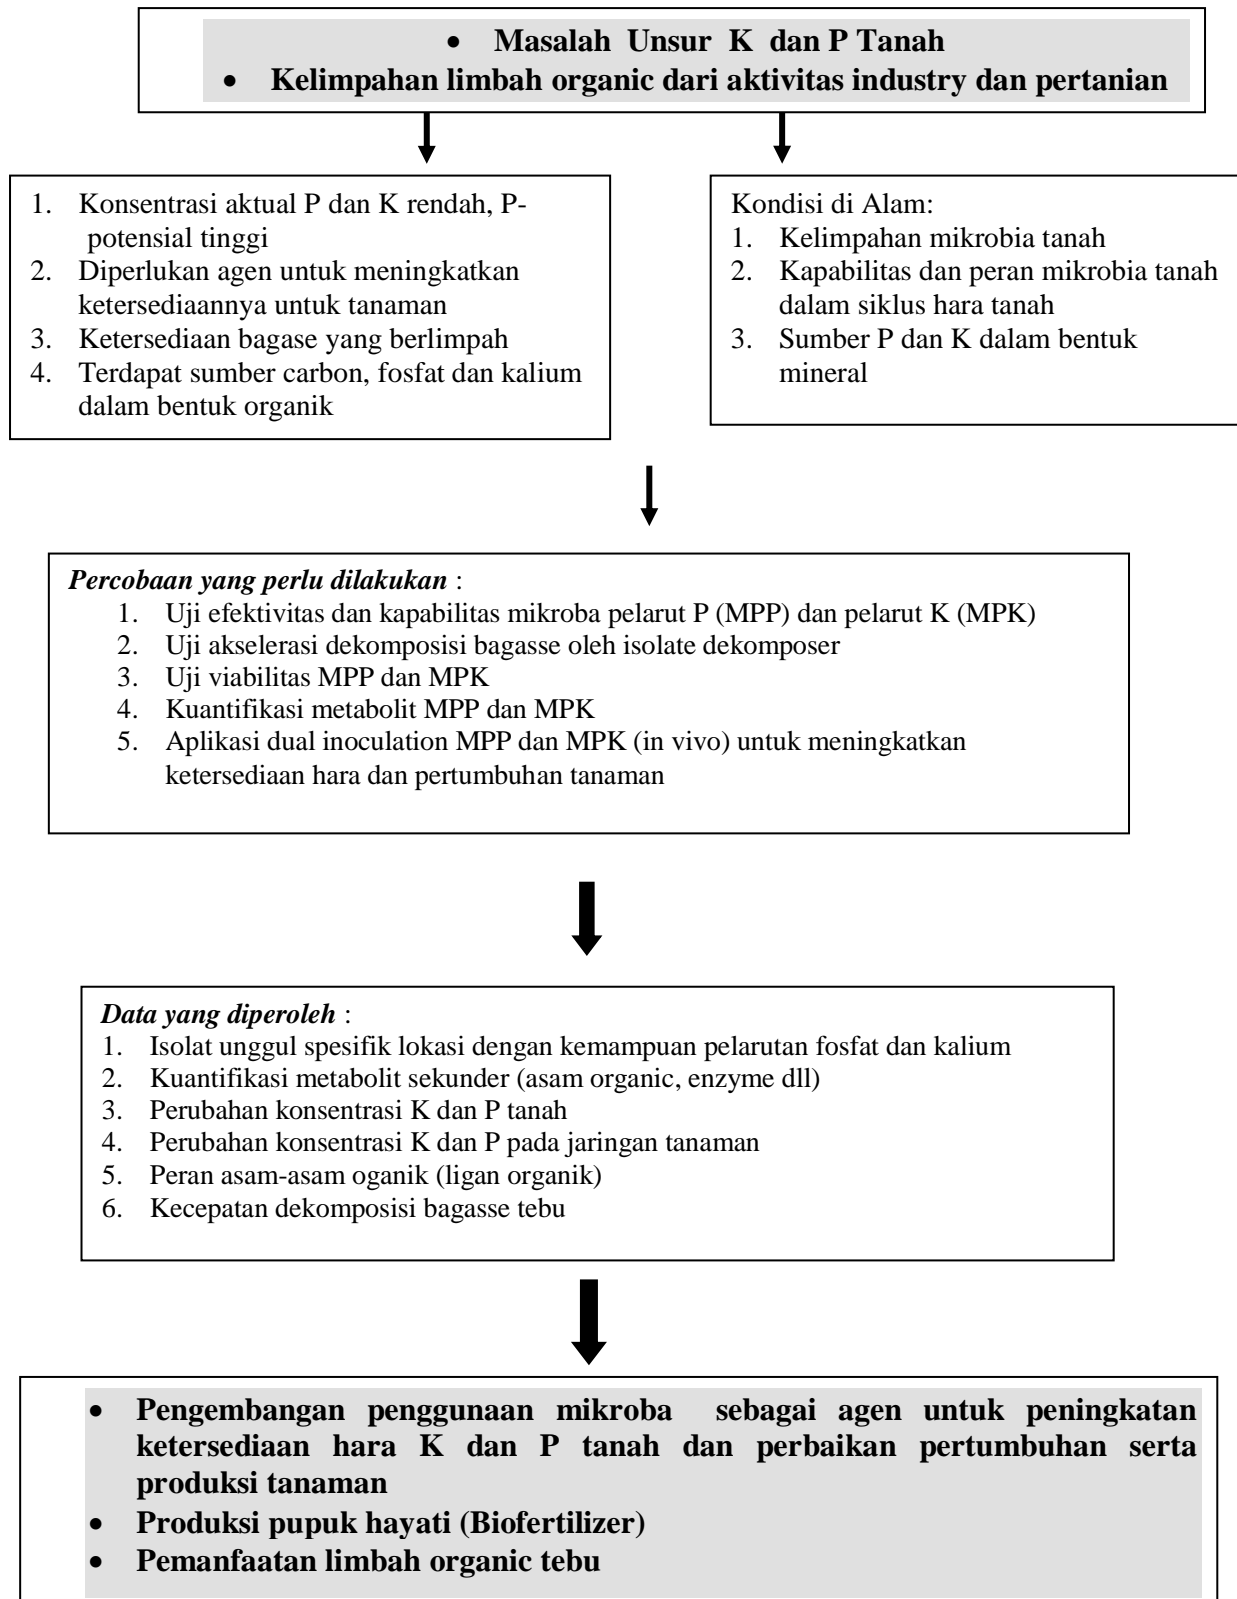 • Masalah Unsur K dan P Tanah
• Kelimpahan limbah organic dari aktivitas industry dan pertanian
1. Konsentrasi aktual P dan K rendah, P-
potensial tinggi
2. Diperlukan agen untuk meningkatkan
ketersediaannya untuk tanaman
3. Ketersediaan bagase yang berlimpah
4. Terdapat sumber carbon, fosfat dan kalium
dalam bentuk organik
Kondisi di Alam:
1. Kelimpahan mikrobia tanah
2. Kapabilitas dan peran mikrobia tanah
dalam siklus hara tanah
3. Sumber P dan K dalam bentuk
mineral
Percobaan yang perlu dilakukan :
1. Uji efektivitas dan kapabilitas mikroba pelarut P (MPP) dan pelarut K (MPK)
2. Uji akselerasi dekomposisi bagasse oleh isolate dekomposer
3. Uji viabilitas MPP dan MPK
4. Kuantifikasi metabolit MPP dan MPK
5. Aplikasi dual inoculation MPP dan MPK (in vivo) untuk meningkatkan
ketersediaan hara dan pertumbuhan tanaman
Data yang diperoleh :
1. Isolat unggul spesifik lokasi dengan kemampuan pelarutan fosfat dan kalium
2. Kuantifikasi metabolit sekunder (asam organic, enzyme dll)
3. Perubahan konsentrasi K dan P tanah
4. Perubahan konsentrasi K dan P pada jaringan tanaman
5. Peran asam-asam oganik (ligan organik)
6. Kecepatan dekomposisi bagasse tebu
• Pengembangan penggunaan mikroba sebagai agen untuk peningkatan
ketersediaan hara K dan P tanah dan perbaikan pertumbuhan serta
produksi tanaman
• Produksi pupuk hayati (Biofertilizer)
• Pemanfaatan limbah organic tebu